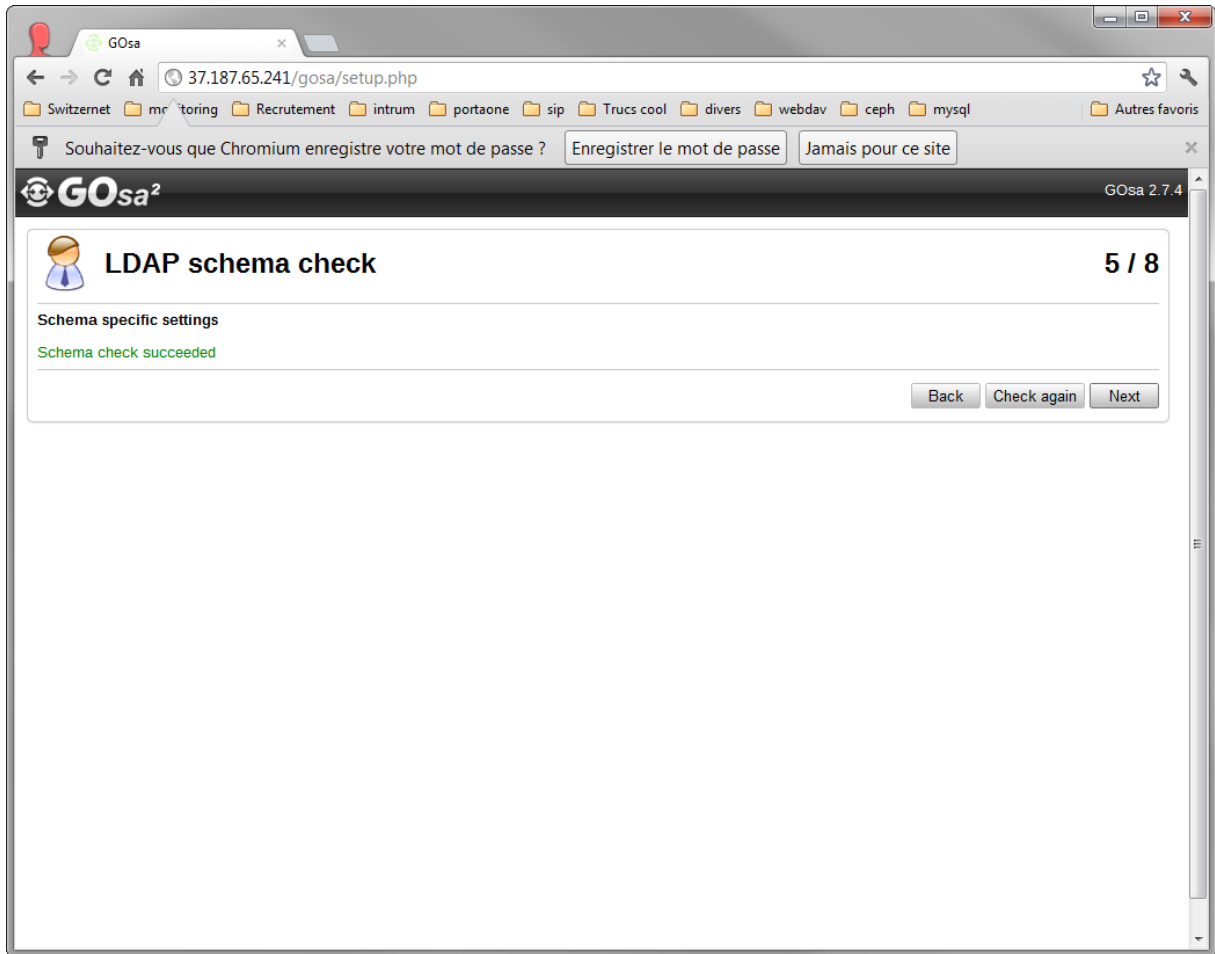 GOsa
37.187.65.241/gosa/setup.php
Switzernet monitoring Recrutement intrum portaone sip Trucs cool divers webdav ceph mysql Autres favoris
Souhaitez-vous que Chromium enregistre votre mot de passe ? Enregistrer le mot de passe Jamais pour ce site
GOsa² GOsa 2.7.4
LDAP schema check 5 / 8
Schema specific settings
Schema check succeeded
Back Check again Next